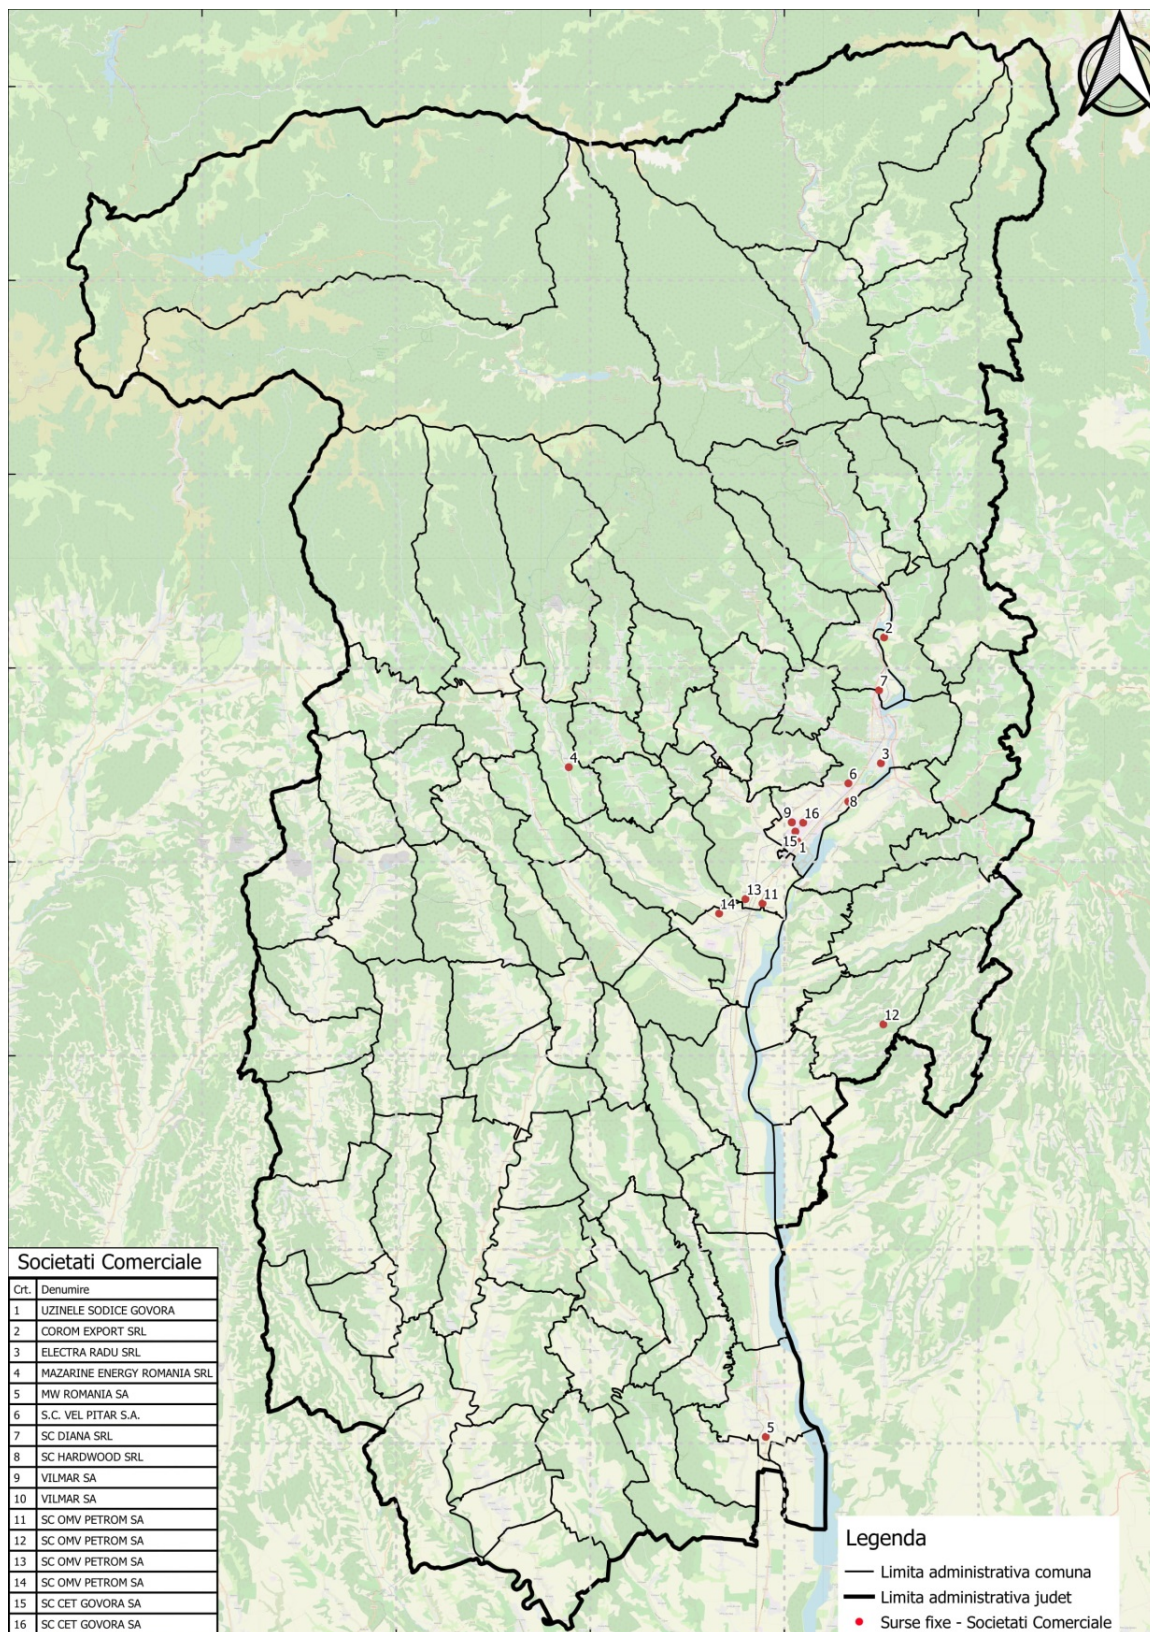 2
7
4
3
6
8
9
16
15
1
13
11
14
12
5
Societati Comerciale
Crt. Denumire
1 UZINELE SODICE GOVORA
2 COROM EXPORT SRL
3 ELECTRA RADU SRL
4 MAZARINE ENERGY ROMANIA SRL
5 MW ROMANIA SA
6 S.C. VEL PITAR S.A.
7 SC DIANA SRL
8 SC HARDWOOD SRL
9 VILMAR SA
10 VILMAR SA
11 SC OMV PETROM SA
12 SC OMV PETROM SA
13 SC OMV PETROM SA
14 SC OMV PETROM SA
15 SC CET GOVORA SA
16 SC CET GOVORA SA
Legenda
Limita administrativa comuna
Limita administrativa judet
Surse fixe - Societati Comerciale